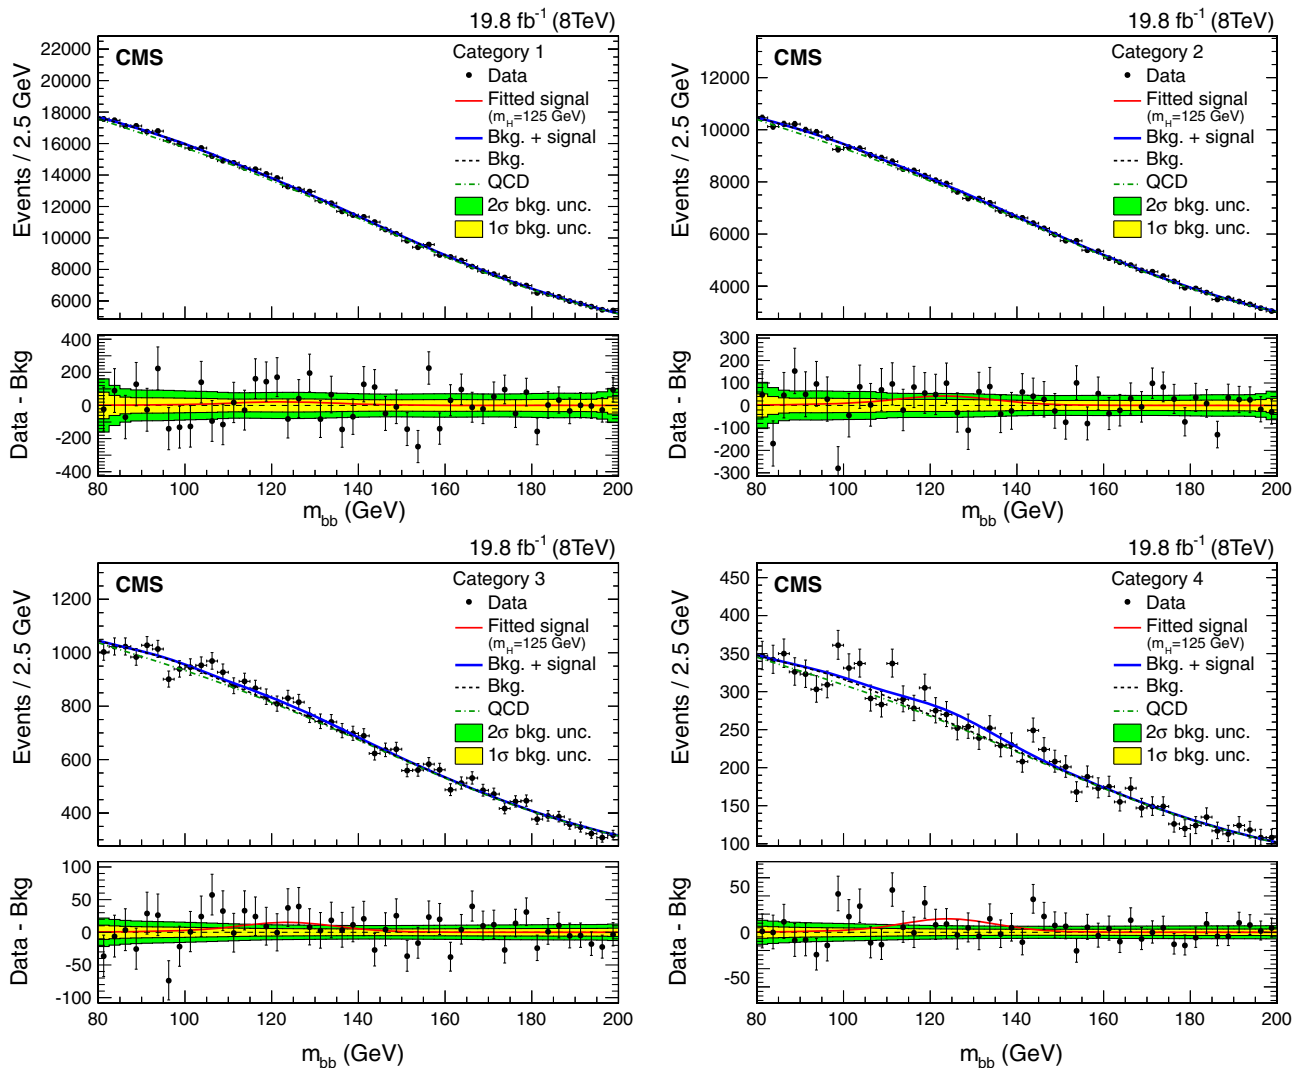 19.8 fb-1 (8TeV)
CMS
Category 1
Data
Fitted signal
(mH=125 GeV)
Bkg. + signal
Bkg.
QCD
2σ bkg. unc.
1σ bkg. unc.
Events / 2.5 GeV
22000
20000
18000
16000
14000
12000
10000
8000
6000
Data - Bkg
400
200
0
-200
-400
80 100 120 140 160 180 200
mbb (GeV)
19.8 fb-1 (8TeV)
CMS
Category 2
Data
Fitted signal
(mH=125 GeV)
Bkg. + signal
Bkg.
QCD
2σ bkg. unc.
1σ bkg. unc.
Events / 2.5 GeV
12000
10000
8000
6000
4000
Data - Bkg
300
200
100
0
-100
-200
-300
80 100 120 140 160 180 200
mbb (GeV)
19.8 fb-1 (8TeV)
CMS
Category 3
Data
Fitted signal
(mH=125 GeV)
Bkg. + signal
Bkg.
QCD
2σ bkg. unc.
1σ bkg. unc.
Events / 2.5 GeV
1200
1000
800
600
400
Data - Bkg
100
50
0
-50
-100
80 100 120 140 160 180 200
mbb (GeV)
19.8 fb-1 (8TeV)
CMS
Category 4
Data
Fitted signal
(mH=125 GeV)
Bkg. + signal
Bkg.
QCD
2σ bkg. unc.
1σ bkg. unc.
Events / 2.5 GeV
450
400
350
300
250
200
150
100
Data - Bkg
50
0
-50
80 100 120 140 160 180 200
mbb (GeV)